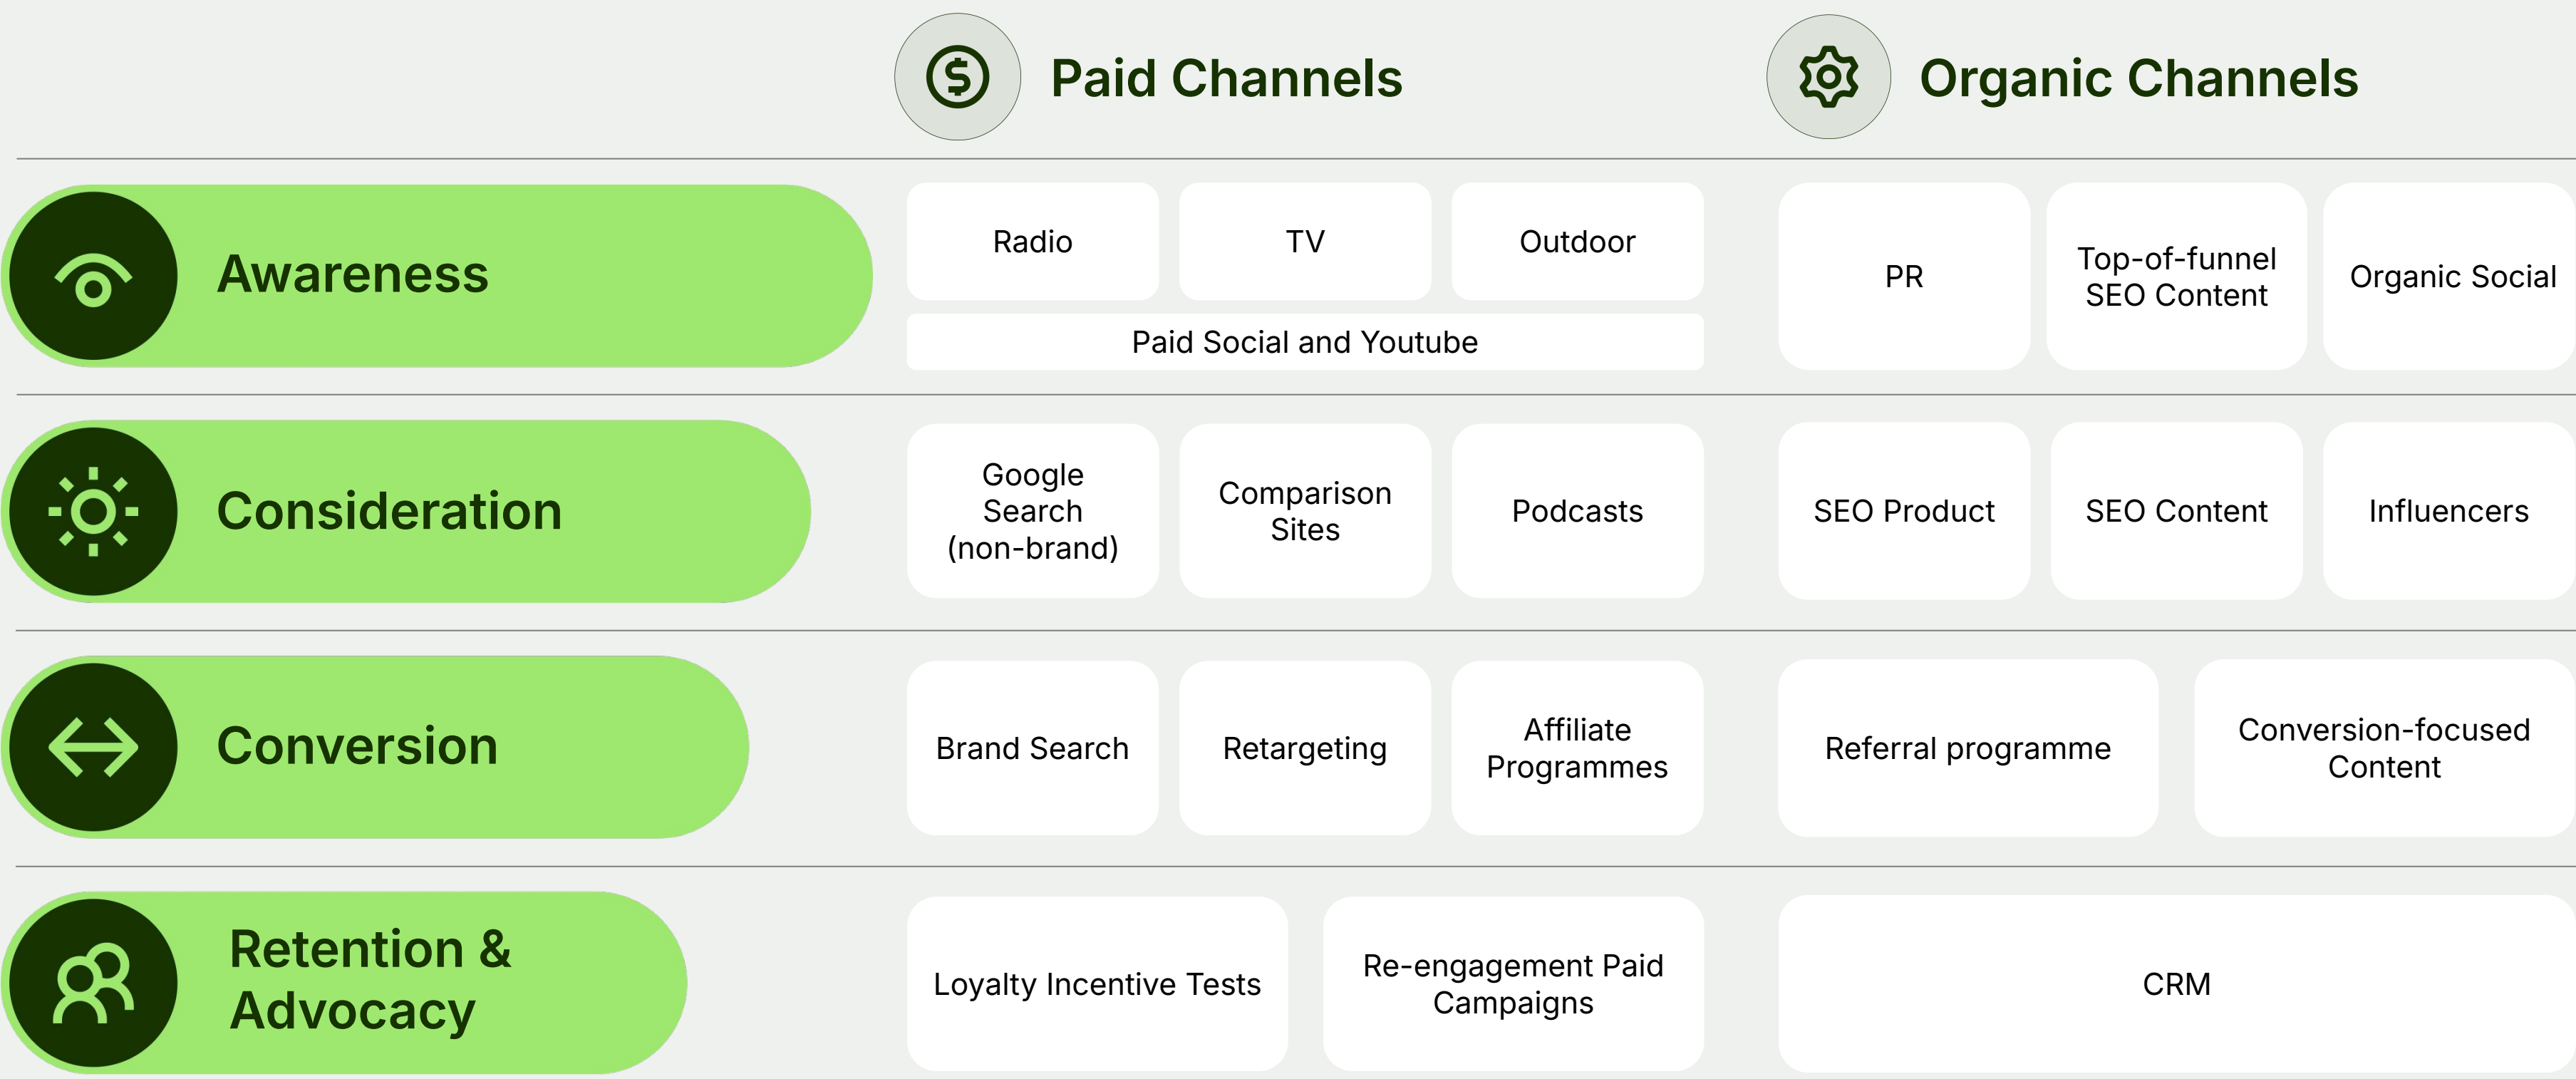 Paid Channels
Organic Channels
Awareness
Radio
TV
Outdoor
Paid Social and Youtube
PR
Top-of-funnel
SEO Content
Organic Social
Consideration
Google
Search
(non-brand)
Comparison
Sites
Podcasts
SEO Product
SEO Content
Influencers
Conversion
Brand Search
Retargeting
Affiliate
Programmes
Referral programme
Conversion-focused
Content
Retention &
Advocacy
Loyalty Incentive Tests
Re-engagement Paid
Campaigns
CRM